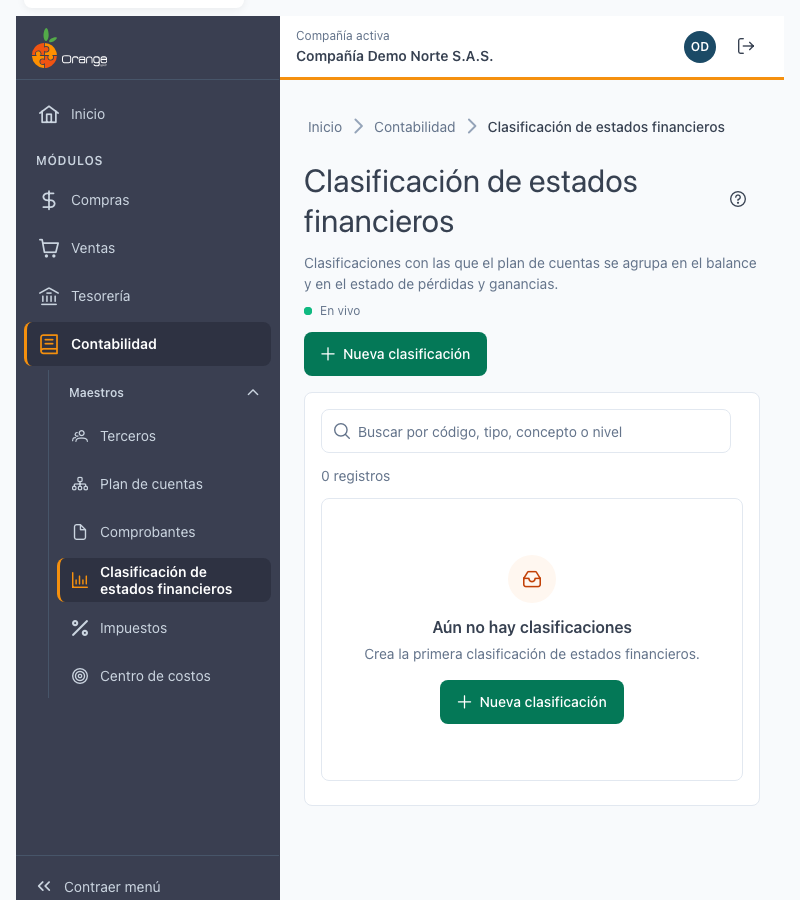 Orange
Inicio
MÓDULOS
Compras
Ventas
Tesorería
Contabilidad
Maestros
Terceros
Plan de cuentas
Comprobantes
Clasificación de
estados financieros
Impuestos
Centro de costos
Contraer menú
Compañía activa
Compañía Demo Norte S.A.S.
OD
Inicio
Contabilidad
Clasificación de estados financieros
Clasificación de estados
financieros
Clasificaciones con las que el plan de cuentas se agrupa en el balance
y en el estado de pérdidas y ganancias.
En vivo
Nueva clasificación
Buscar por código, tipo, concepto o nivel
0 registros
Aún no hay clasificaciones
Crea la primera clasificación de estados financieros.
Nueva clasificación